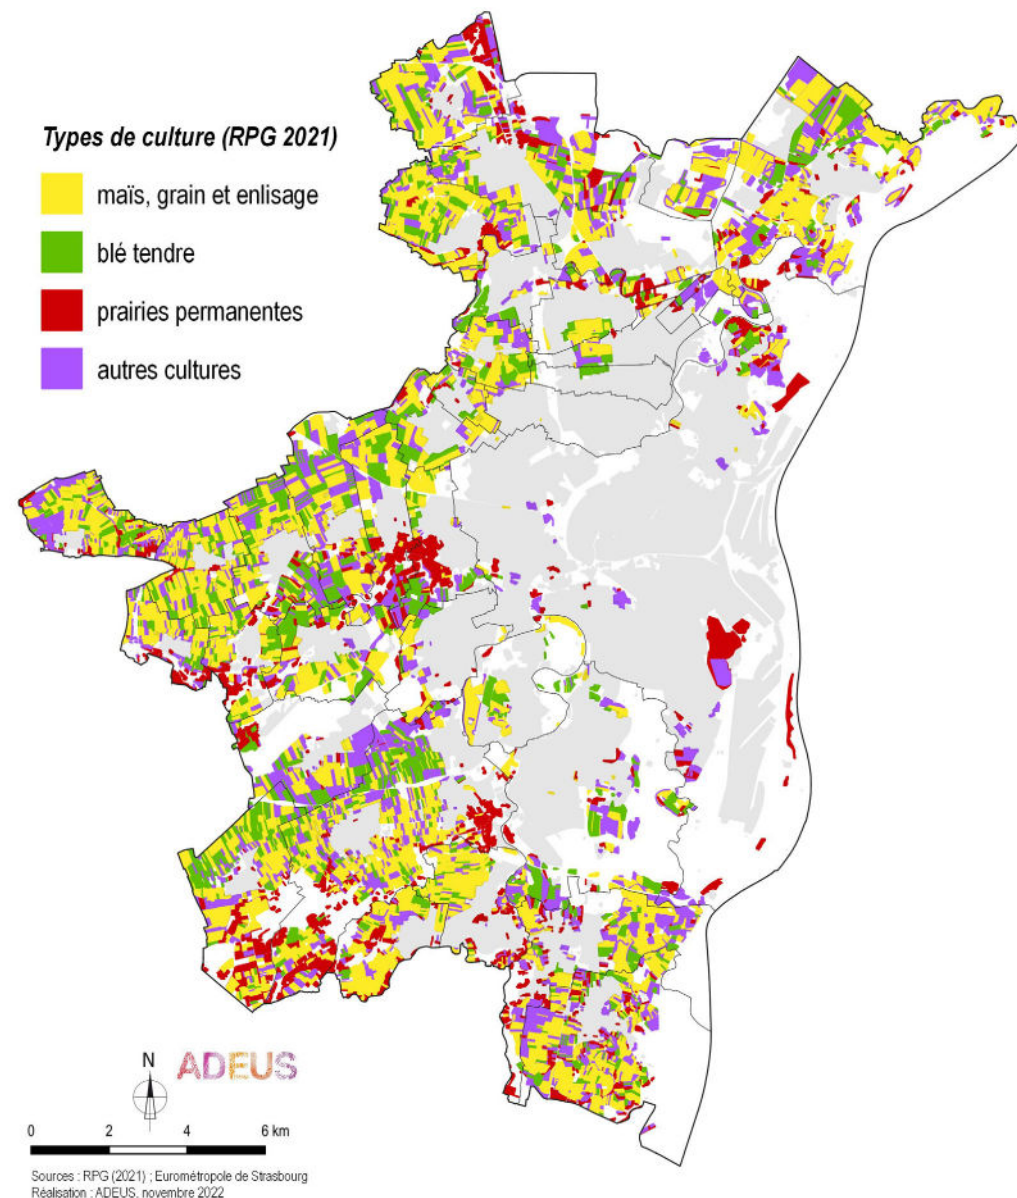 Types de culture (RPG 2021)
maïs, grain et enlisage
blé tendre
prairies permanentes
autres cultures
N
ADEUS
0 2 4 6 km
Sources : RPG (2021) ; Eurométropole de Strasbourg
Réalisation : ADEUS, novembre 2022